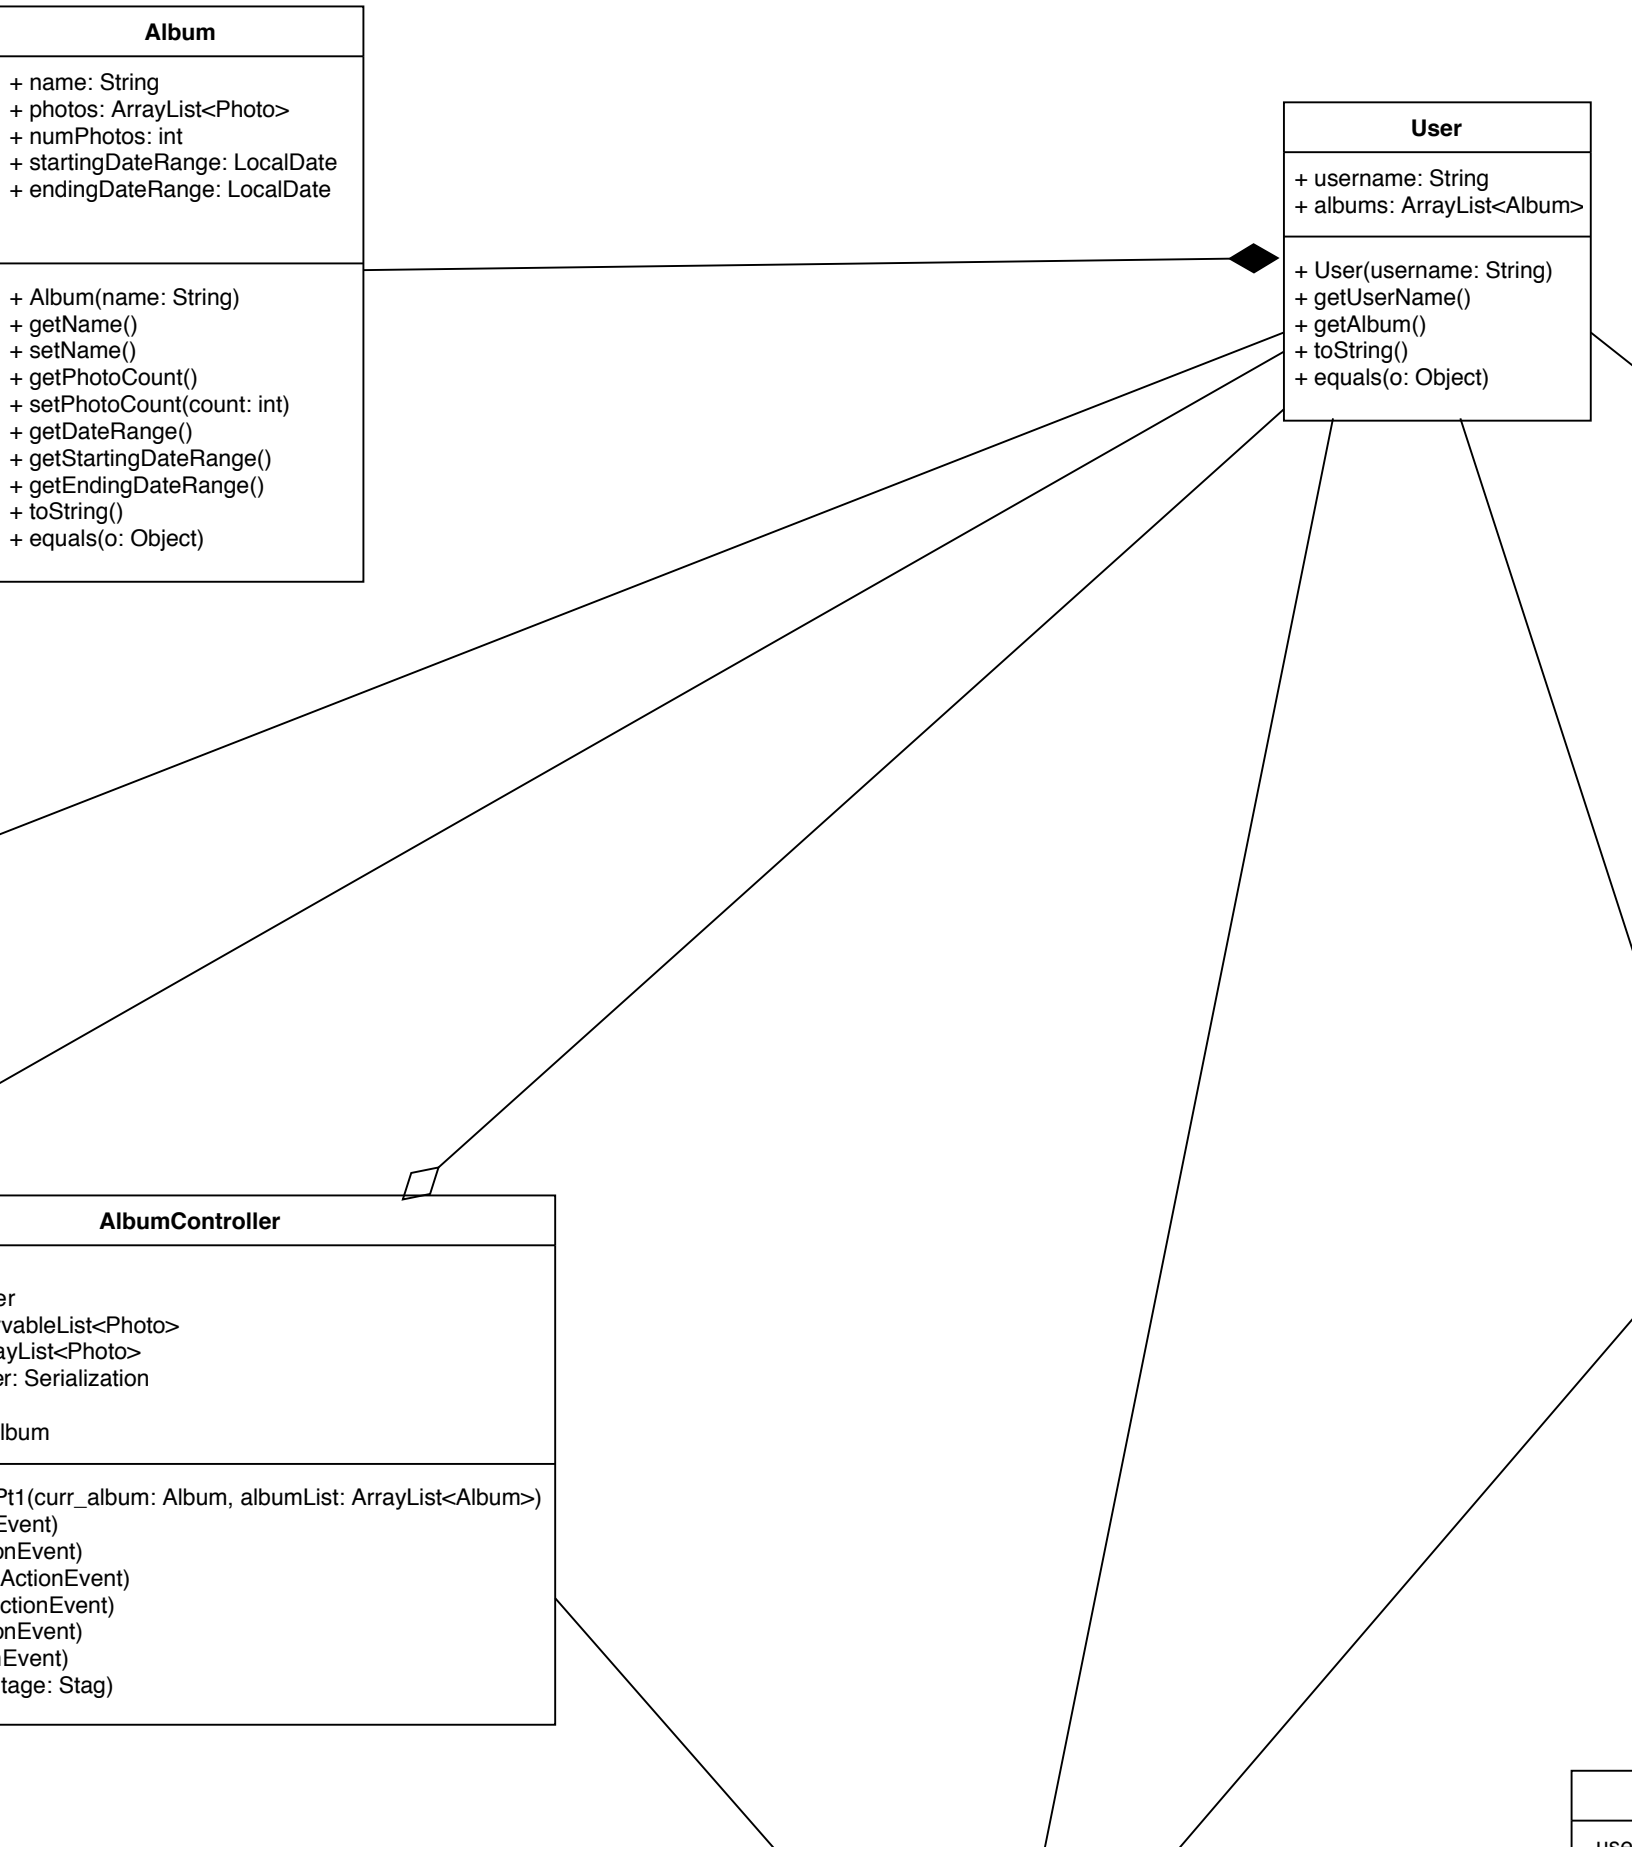 Album
+ name: String
+ photos: ArrayList<Photo>
+ numPhotos: int
+ startingDateRange: LocalDate
+ endingDateRange: LocalDate
+ Album(name: String)
+ getName()
+ setName()
+ getPhotoCount()
+ setPhotoCount(count: int)
+ getDateRange()
+ getStartingDateRange()
+ getEndingDateRange()
+ toString()
+ equals(o: Object)
User
+ username: String
+ albums: ArrayList<Album>
+ User(username: String)
+ getUserName()
+ getAlbum()
+ toString()
+ equals(o: Object)
AlbumController
er
vableList<Photo>
ayList<Photo>
er: Serialization
lbum
Pt1(curr_album: Album, albumList: ArrayList<Album>)
Event)
onEvent)
ActionEvent)
ctionEvent)
onEvent)
nEvent)
tage: Stag)